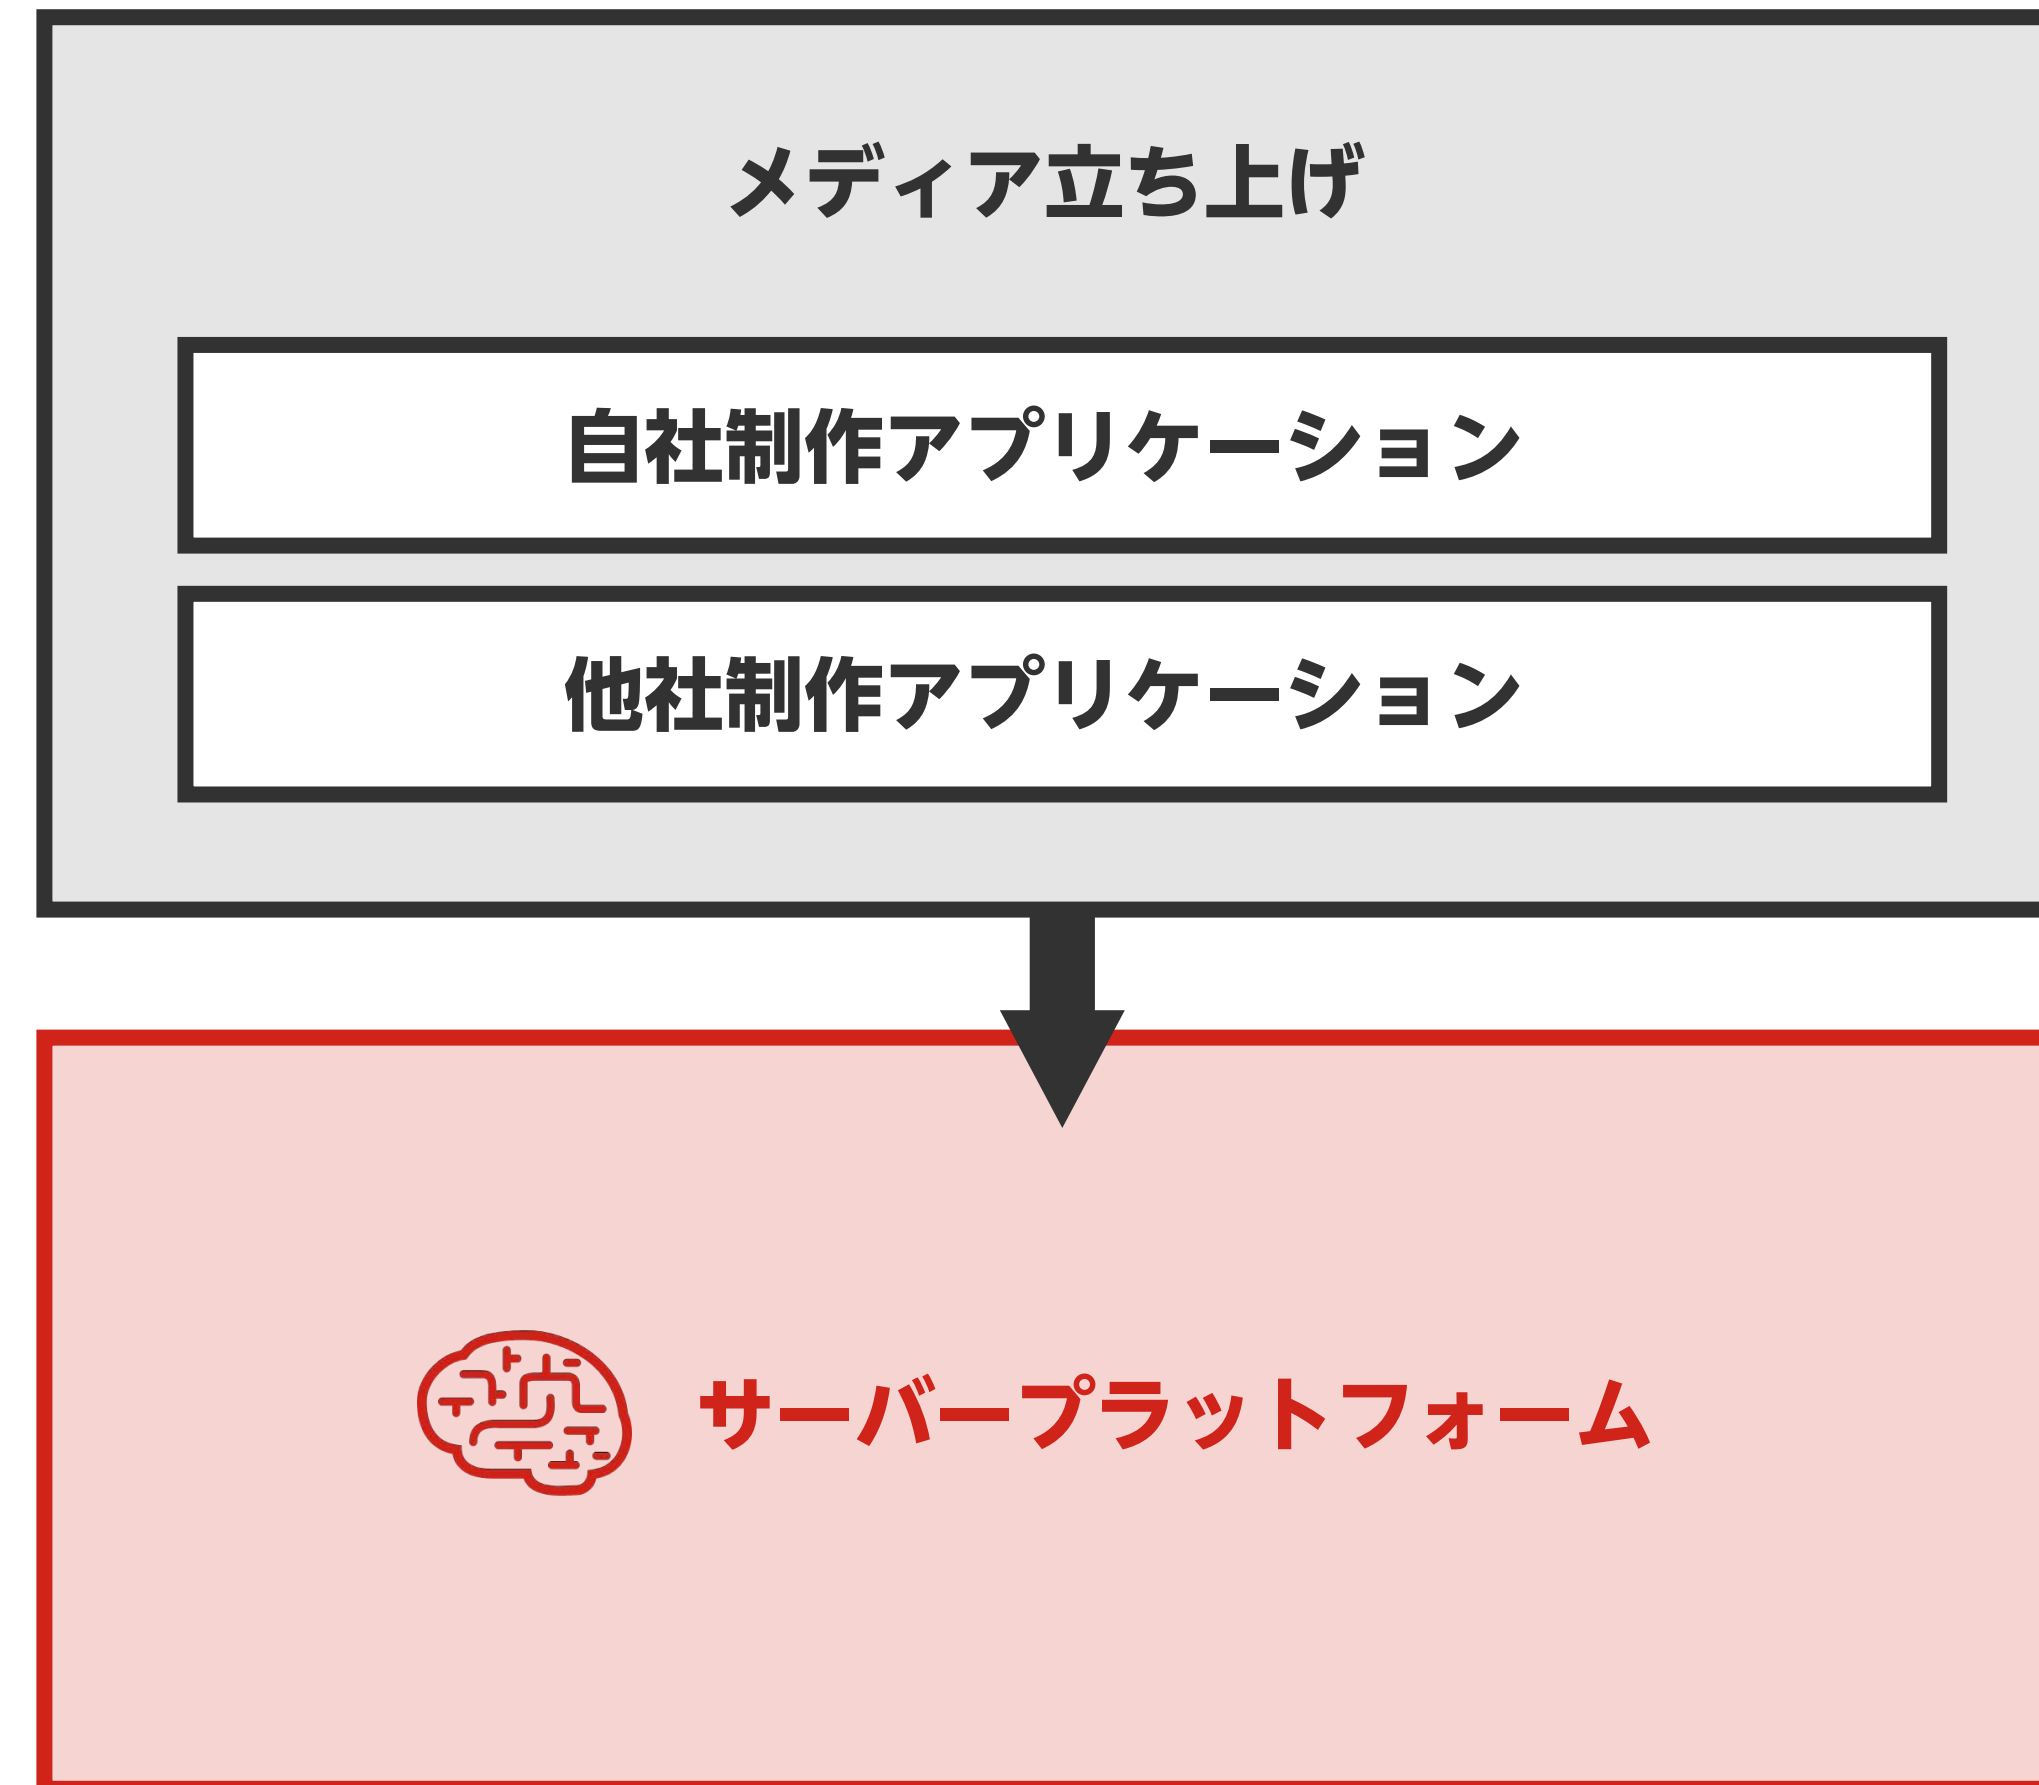 メディア立ち上げ
自社制作アプリケーション
他社制作アプリケーション
サーバープラットフォーム